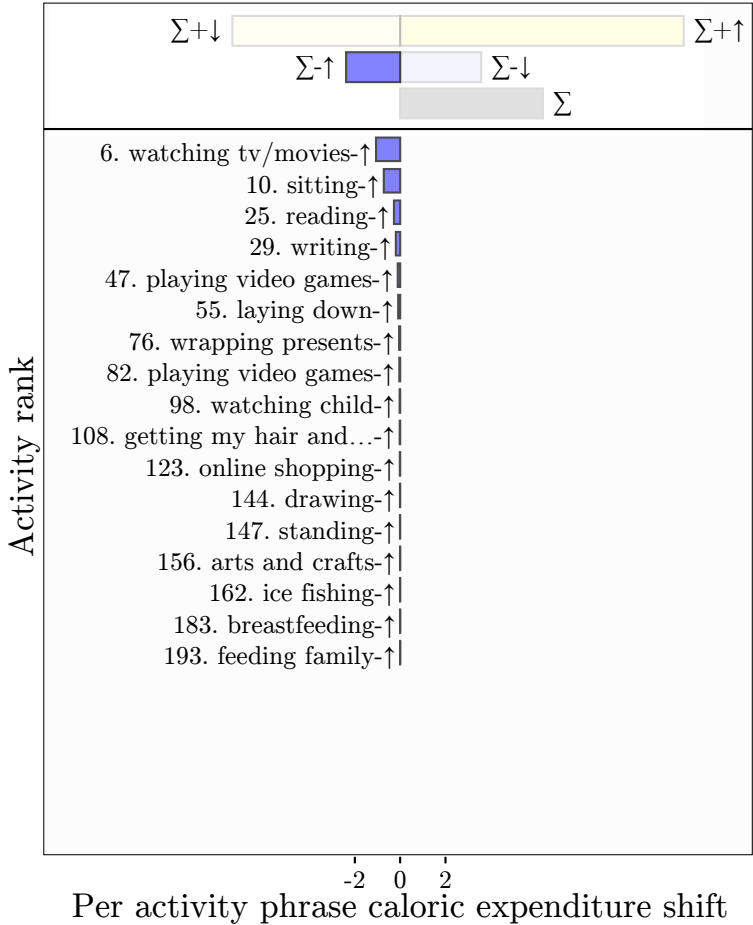 ∑+↓ ∑+↑
∑-↑ ∑-↓
∑
6. watching tv/movies-↑
10. sitting-↑
25. reading-↑
29. writing-↑
47. playing video games-↑
55. laying down-↑
76. wrapping presents-↑
82. playing video games-↑
98. watching child-↑
108. getting my hair and...-↑
123. online shopping-↑
144. drawing-↑
147. standing-↑
156. arts and crafts-↑
162. ice fishing-↑
183. breastfeeding-↑
193. feeding family-↑
Activity rank
-2 0 2
Per activity phrase caloric expenditure shift